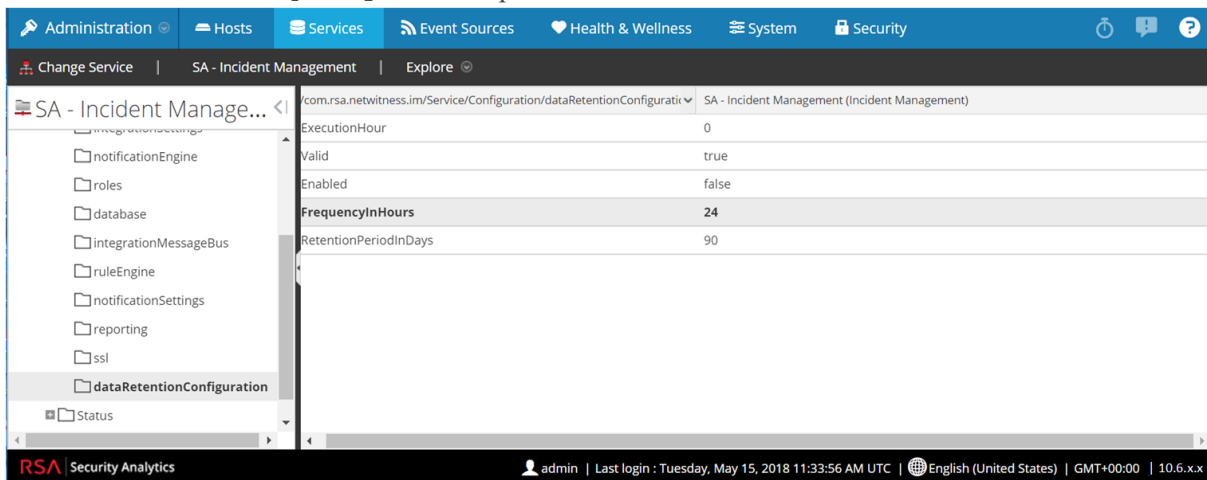 Administration Hosts Services Event Sources Health & Wellness System Security
Change Service | SA - Incident Management | Explore
SA - Incident Manage...
/com.rsa.netwitness.im/Service/Configuration/dataRetentionConfiguratic SA - Incident Management (Incident Management)
integrationSettings
ExecutionHour 0
notificationEngine
Valid true
roles
Enabled false
database
FrequencyInHours 24
integrationMessageBus
RetentionPeriodInDays 90
ruleEngine
notificationSettings
reporting
ssl
dataRetentionConfiguration
Status
RSA Security Analytics admin | Last login : Tuesday, May 15, 2018 11:33:56 AM UTC | English (United States) | GMT+00:00 | 10.6.x.x